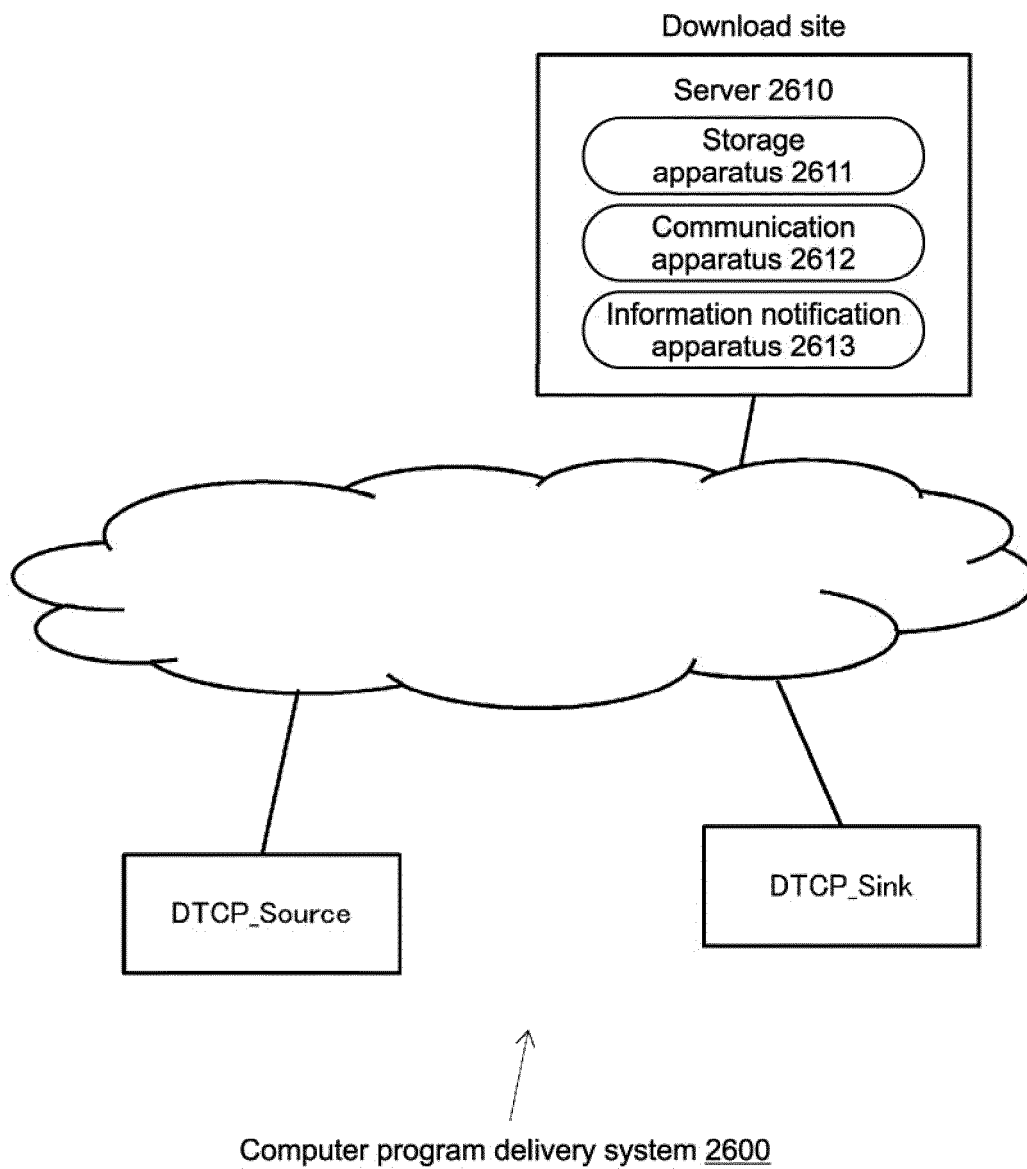 Download site
Server 2610
Storage
apparatus 2611
Communication
apparatus 2612
Information notification
apparatus 2613
DTCP_Source
DTCP_Sink
Computer program delivery system 2600